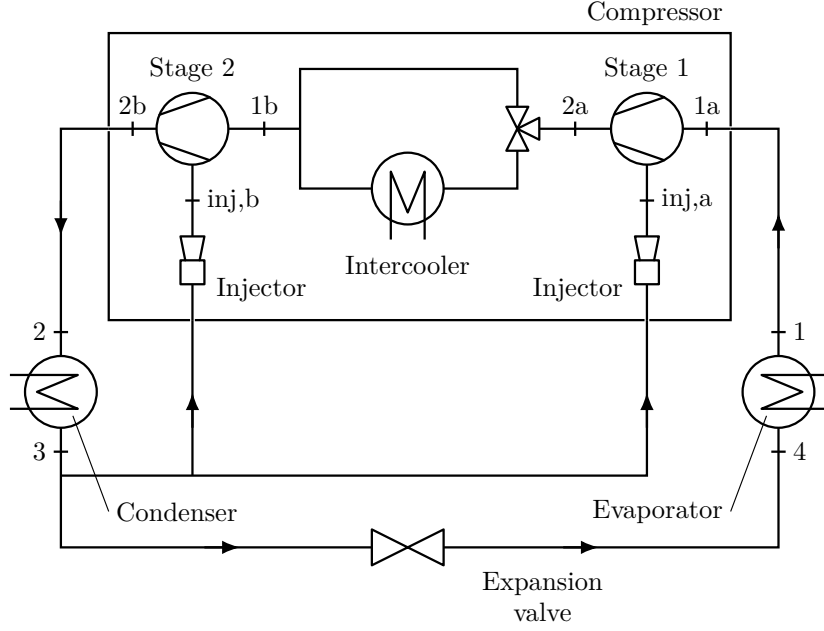 Compressor
Stage 2
Stage 1
2b
1b
2a
1a
inj,b
inj,a
Intercooler
Injector
Injector
2
1
3
4
Condenser
Evaporator
Expansion
valve